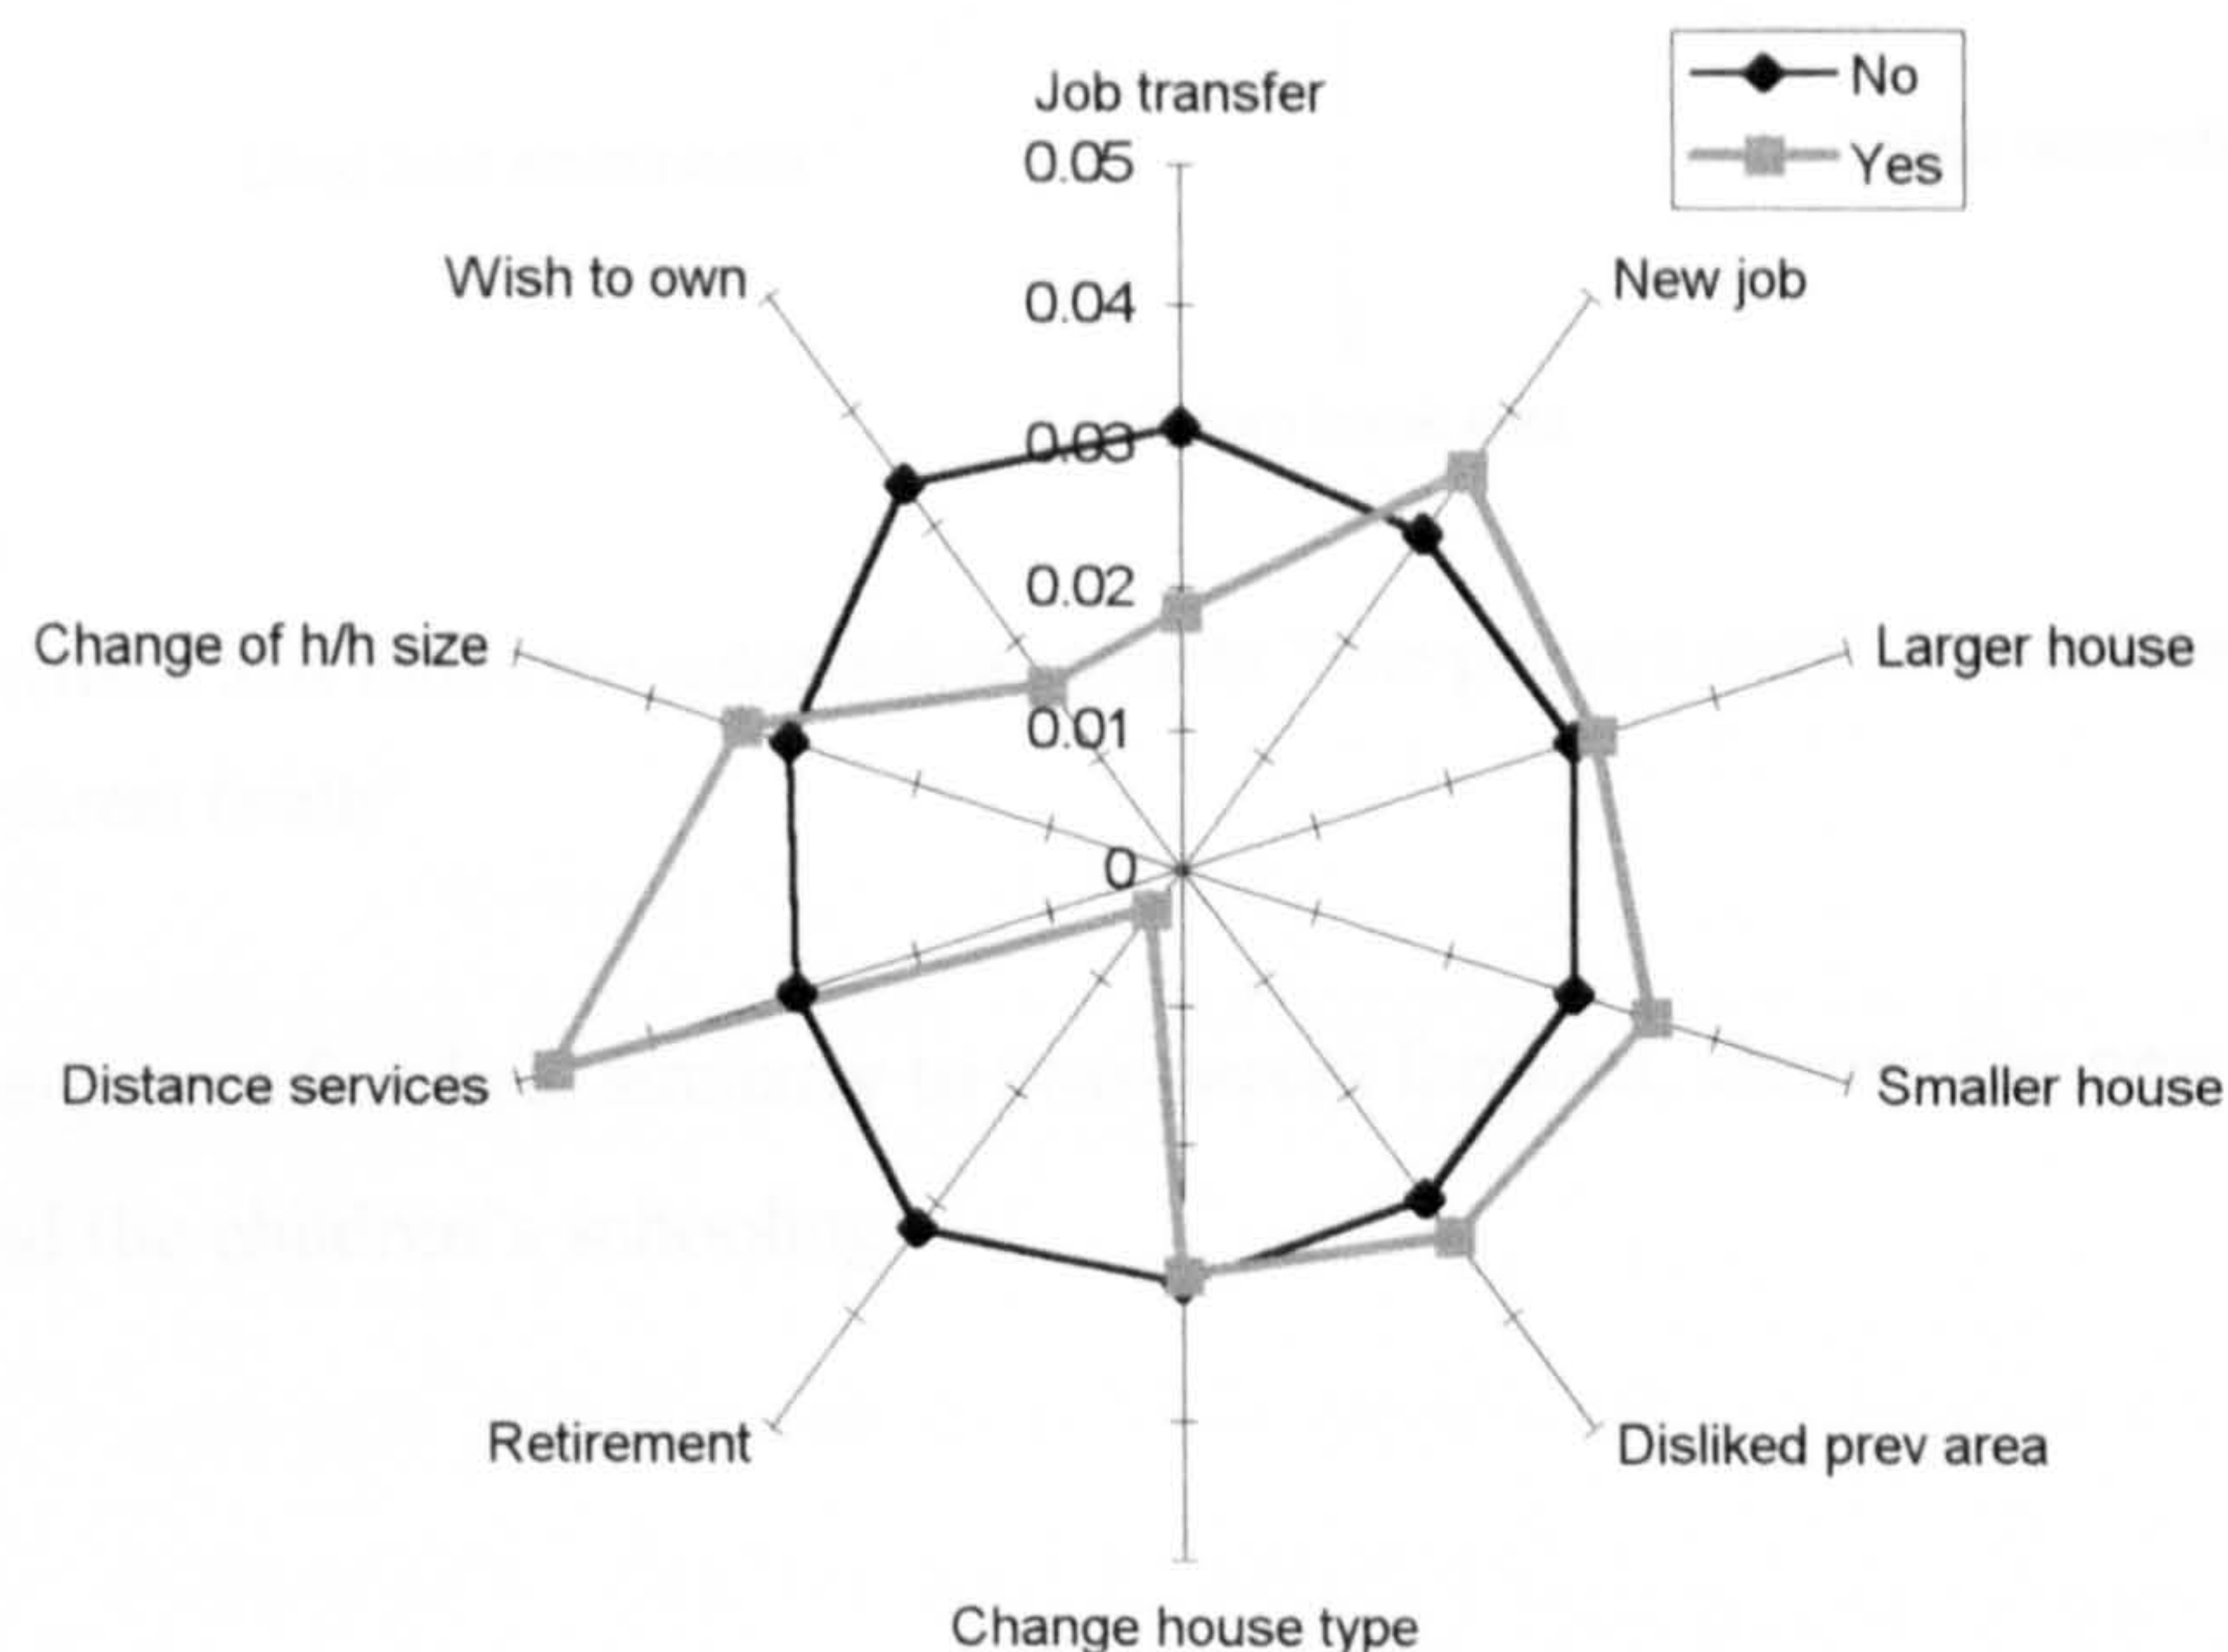 Job transfer
No
Yes
0.05
0.04
0.03
0.02
0.01
0
New job
Larger house
Smaller house
Disliked prev area
Change house type
Retirement
Distance services
Change of h/h size
Wish to own